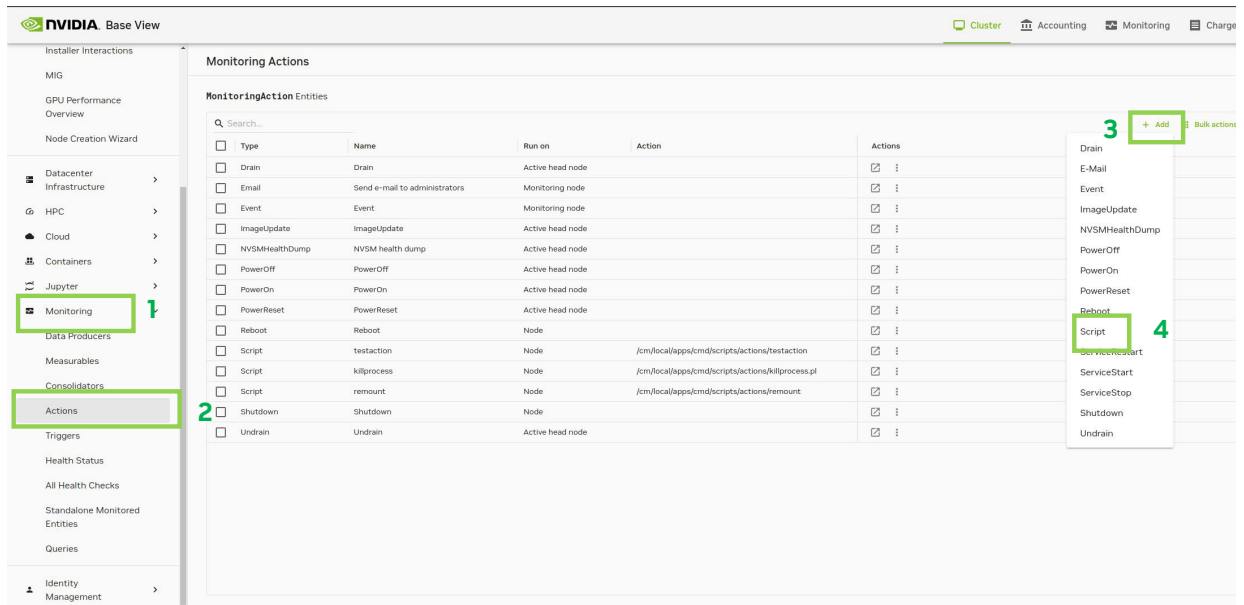 NVIDIA. Base View
Cluster
Accounting
Monitoring
Charge
Installer Interactions
MIG
GPU Performance
Overview
Node Creation Wizard
Datacenter
Infrastructure
HPC
Cloud
Containers
Jupyter
Monitoring
1
Data Producers
Measurables
Consolidators
Actions
2
Triggers
Health Status
All Health Checks
Standalone Monitored
Entities
Queries
Identity
Management
Monitoring Actions
MonitoringAction Entities
Search...
3
+ Add
Bulk actions
Type Name Run on Action Actions
Drain Drain Active head node
Email Send e-mail to administrators Monitoring node
Event Event Monitoring node
ImageUpdate ImageUpdate Active head node
NVSMHealthDump NVSM health dump Active head node
PowerOff PowerOff Active head node
PowerOn PowerOn Active head node
PowerReset PowerReset Active head node
Reboot Reboot Node
Script testaction Node /cm/local/apps/cmd/scripts/actions/testaction
Script killprocess Node /cm/local/apps/cmd/scripts/actions/killprocess.pl
Script remount Node /cm/local/apps/cmd/scripts/actions/remount
Shutdown Shutdown Node
Undrain Undrain Active head node
Drain
E-Mail
Event
ImageUpdate
NVSMHealthDump
PowerOff
PowerOn
PowerReset
Reboot
Script
4
ServiceRestart
ServiceStart
ServiceStop
Shutdown
Undrain